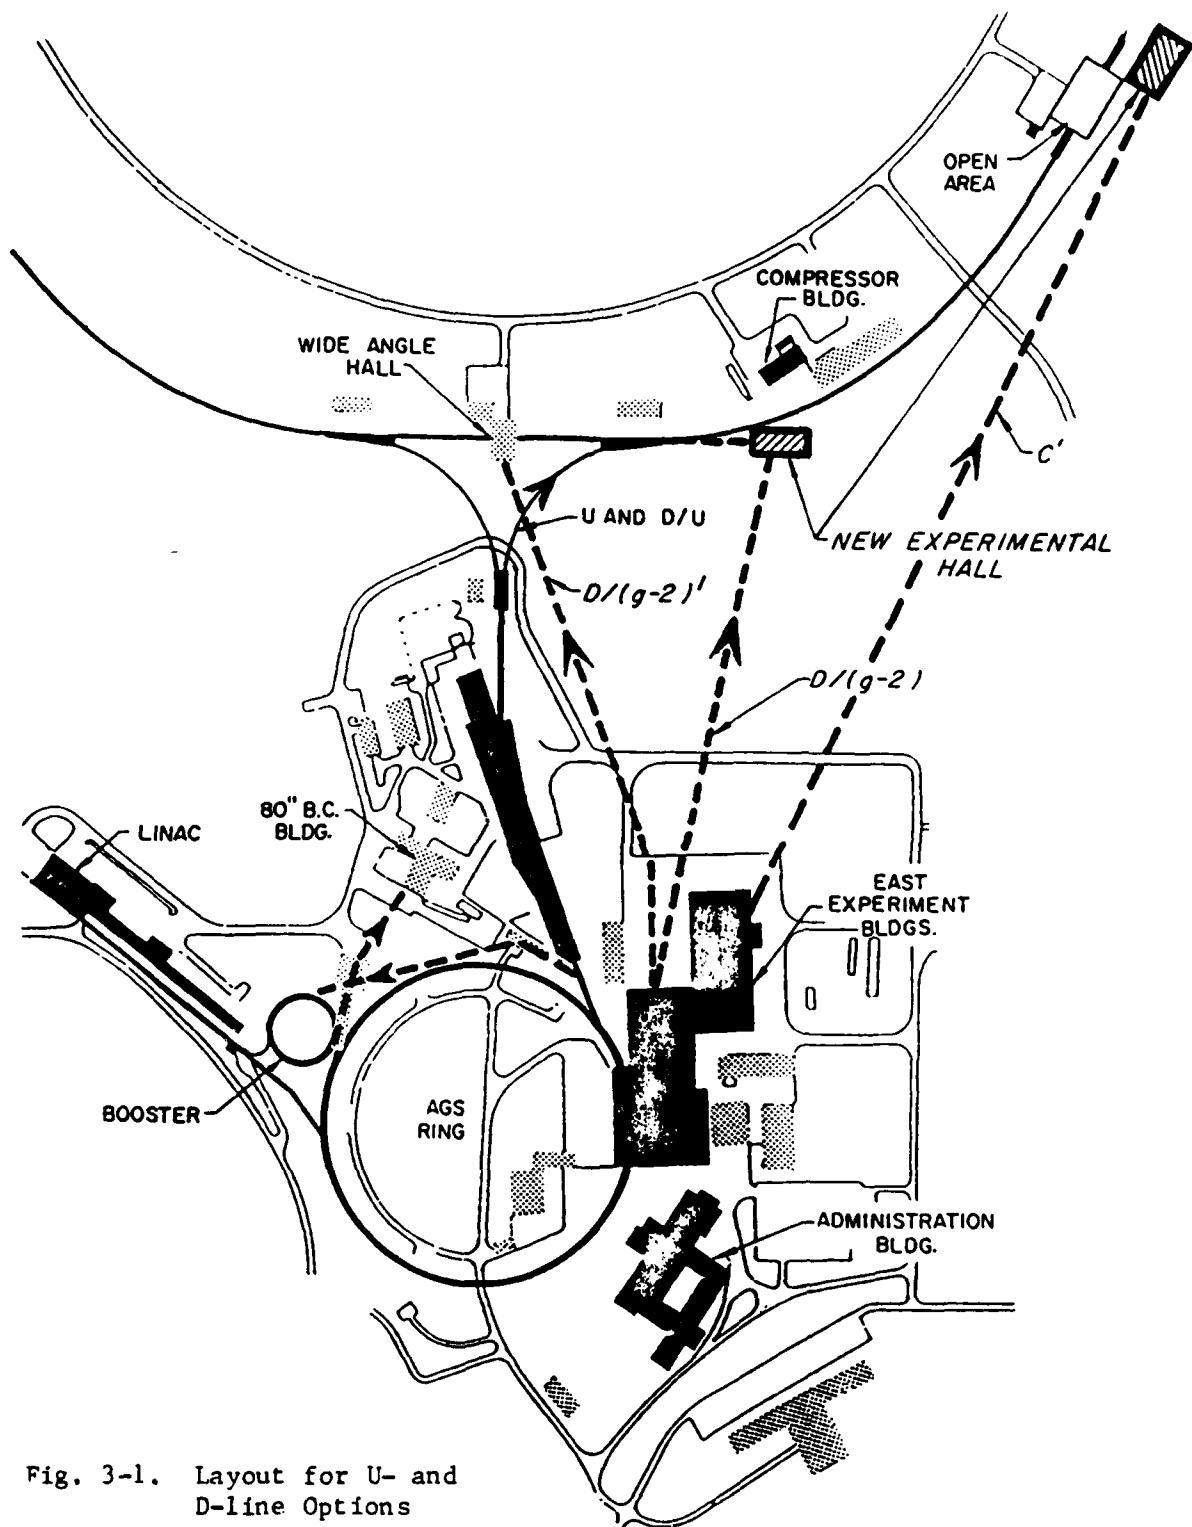 OPEN
AREA
COMPRESSOR
BLDG.
WIDE ANGLE
HALL
C'
U AND D/U
NEW EXPERIMENTAL
HALL
D/(g-2)'
D/(g-2)
80" B.C.
BLDG.
LINAC
EAST
EXPERIMENT
BLDGS.
BOOSTER
AGS
RING
ADMINISTRATION
BLDG.
Fig. 3-1. Layout for U- and
D-line Options